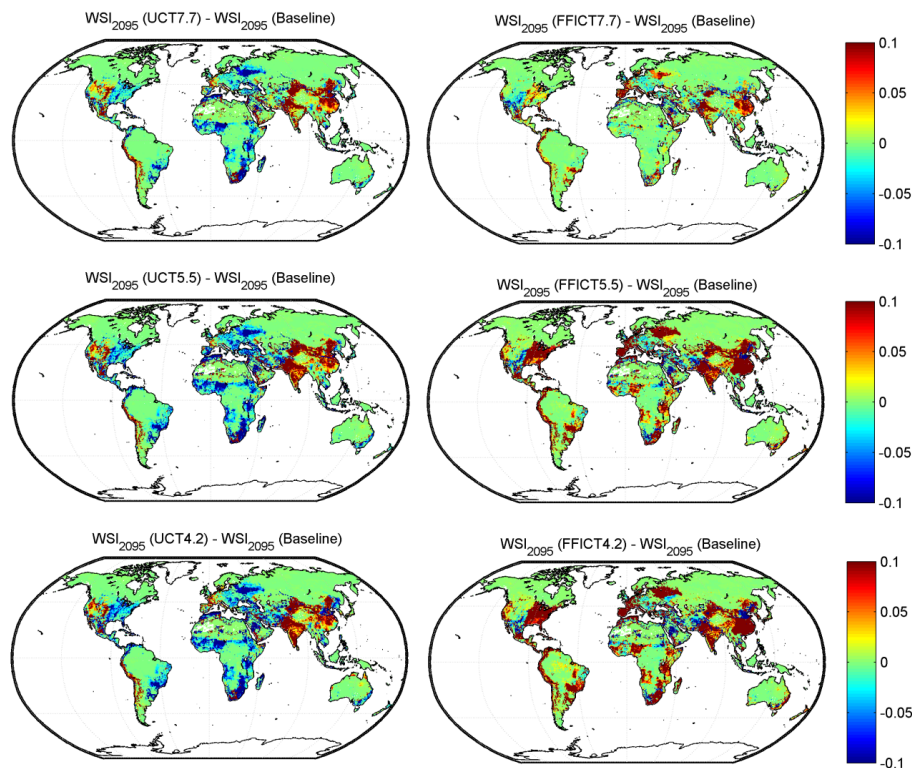 WSI2095 (UCT7.7) - WSI2095 (Baseline)
WSI2095 (FFICT7.7) - WSI2095 (Baseline)
0.1
0.05
0
-0.05
-0.1
WSI2095 (UCT5.5) - WSI2095 (Baseline)
WSI2095 (FFICT5.5) - WSI2095 (Baseline)
0.1
0.05
0
-0.05
-0.1
WSI2095 (UCT4.2) - WSI2095 (Baseline)
WSI2095 (FFICT4.2) - WSI2095 (Baseline)
0.1
0.05
0
-0.05
-0.1